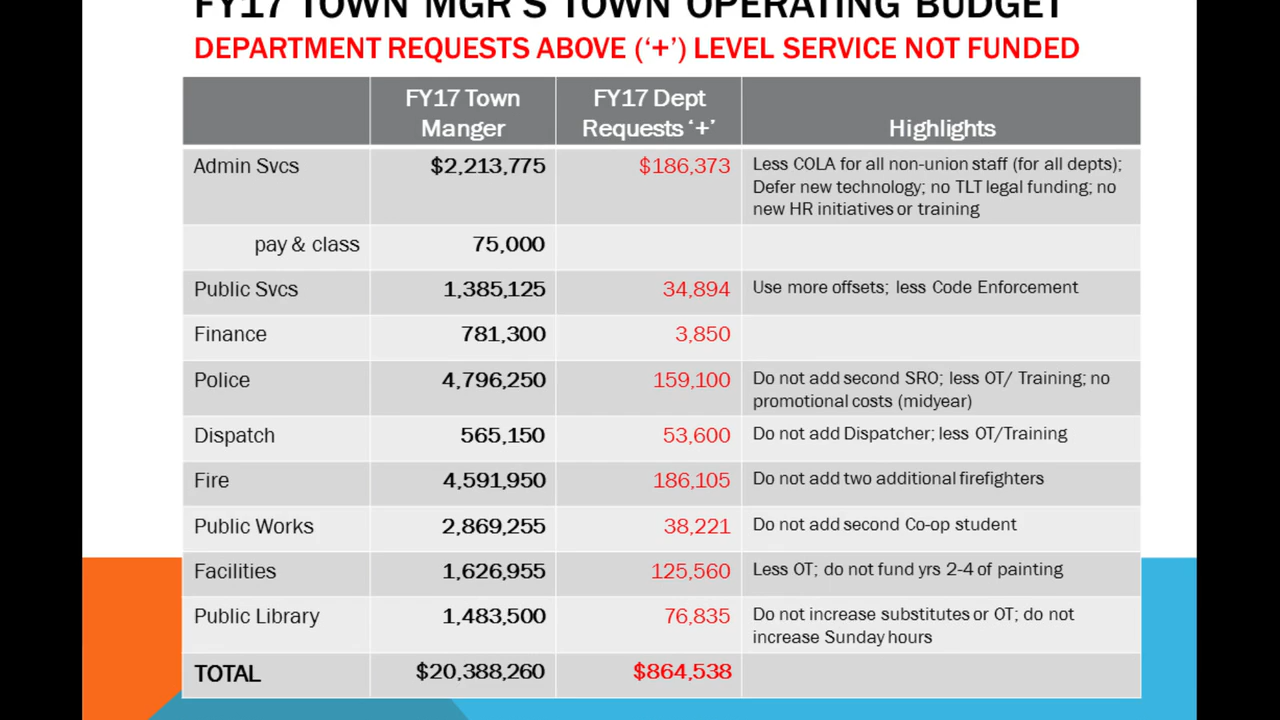 FY17 TOWN MGR'S TOWN OPERATING BUDGET
DEPARTMENT REQUESTS ABOVE (‘+’) LEVEL SERVICE NOT FUNDED
FY17 Town Manger
FY17 Dept Requests ‘+’
Highlights
Admin Svcs $2,213,775 $186,373 Less COLA for all non-union staff (for all depts);
Defer new technology; no TLT legal funding; no
new HR initiatives or training
pay & class 75,000
Public Svcs 1,385,125 34,894 Use more offsets; less Code Enforcement
Finance 781,300 3,850
Police 4,796,250 159,100 Do not add second SRO; less OT/ Training; no
promotional costs (midyear)
Dispatch 565,150 53,600 Do not add Dispatcher; less OT/Training
Fire 4,591,950 186,105 Do not add two additional firefighters
Public Works 2,869,255 38,221 Do not add second Co-op student
Facilities 1,626,955 125,560 Less OT; do not fund yrs 2-4 of painting
Public Library 1,483,500 76,835 Do not increase substitutes or OT; do not
increase Sunday hours
TOTAL $20,388,260 $864,538